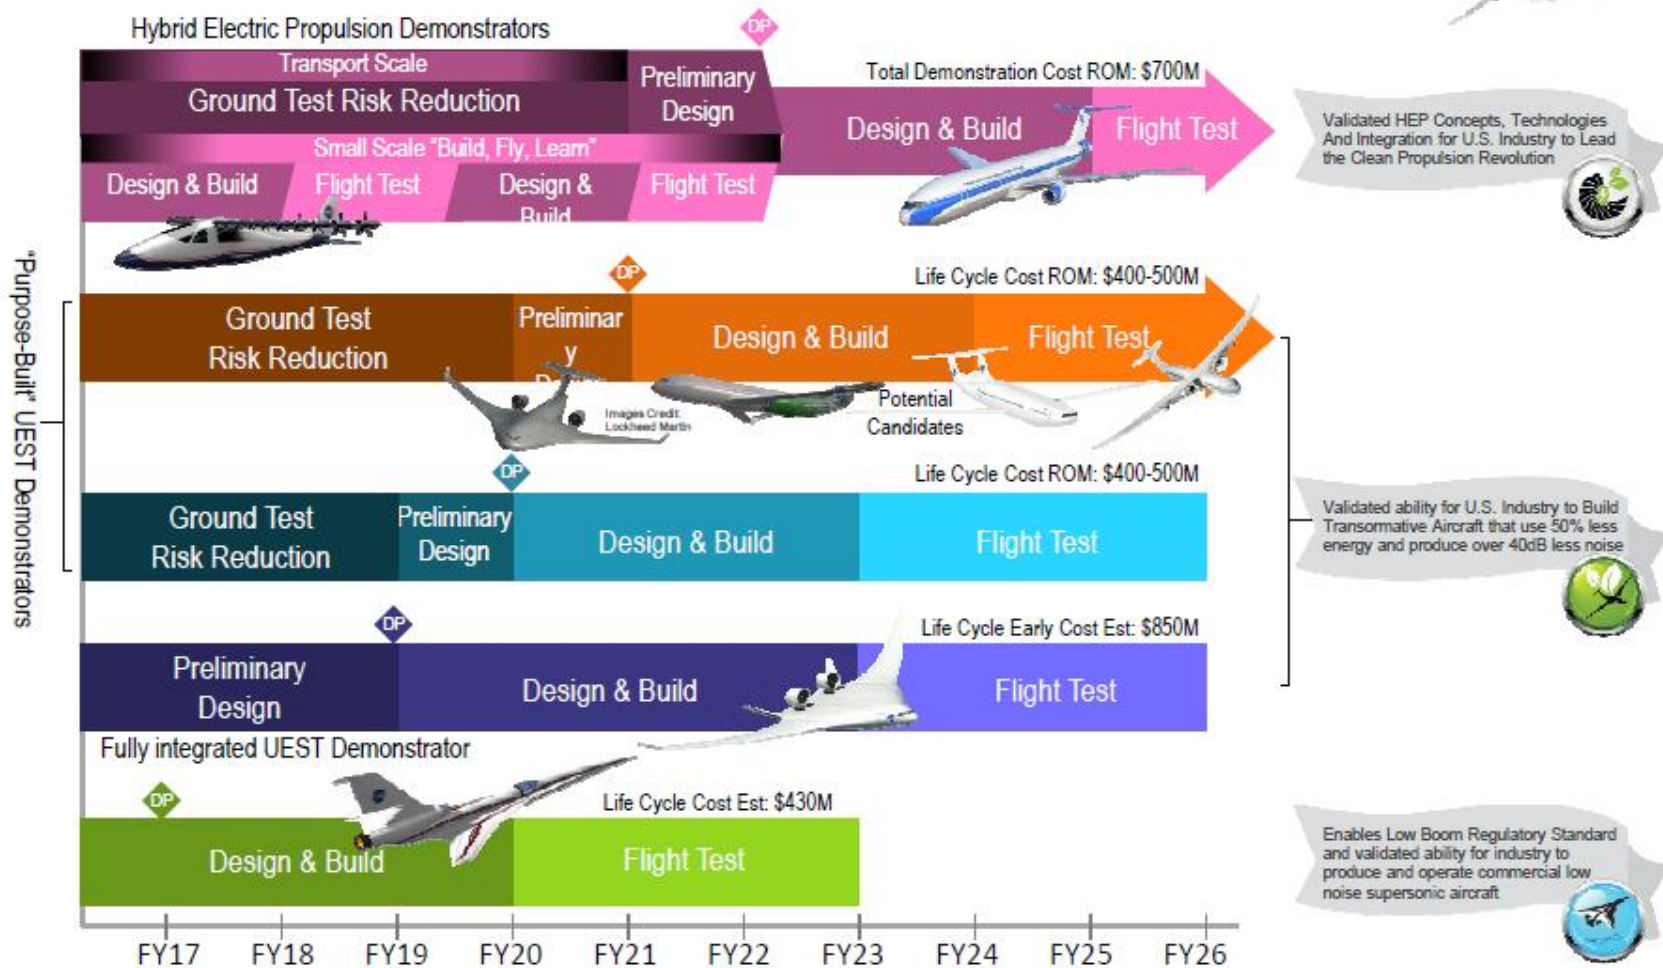 Hybrid Electric Propulsion Demonstrators
DP
Transport Scale
Ground Test Risk Reduction
Preliminary
Design
Total Demonstration Cost ROM: $700M
Design & Build
Flight Test
Small Scale "Build, Fly, Learn"
Design & Build
Flight Test
Design &
Build
Flight Test
Validated HEP Concepts, Technologies
And Integration for U.S. Industry to Lead
the Clean Propulsion Revolution
"Purpose-Built" UEST Demonstrators
DP
Life Cycle Cost ROM: $400-500M
Ground Test
Risk Reduction
Preliminar
y
Design & Build
Flight Test
Images Credit:
Lockheed Martin
Potential
Candidates
DP
Life Cycle Cost ROM: $400-500M
Ground Test
Risk Reduction
Preliminary
Design
Design & Build
Flight Test
Validated ability for U.S. Industry to Build
Transormative Aircraft that use 50% less
energy and produce over 40dB less noise
DP
Life Cycle Early Cost Est: $850M
Preliminary
Design
Design & Build
Flight Test
Fully integrated UEST Demonstrator
DP
Life Cycle Cost Est: $430M
Design & Build
Flight Test
Enables Low Boom Regulatory Standard
and validated ability for industry to
produce and operate commercial low
noise supersonic aircraft
FY17 FY18 FY19 FY20 FY21 FY22 FY23 FY24 FY25 FY26